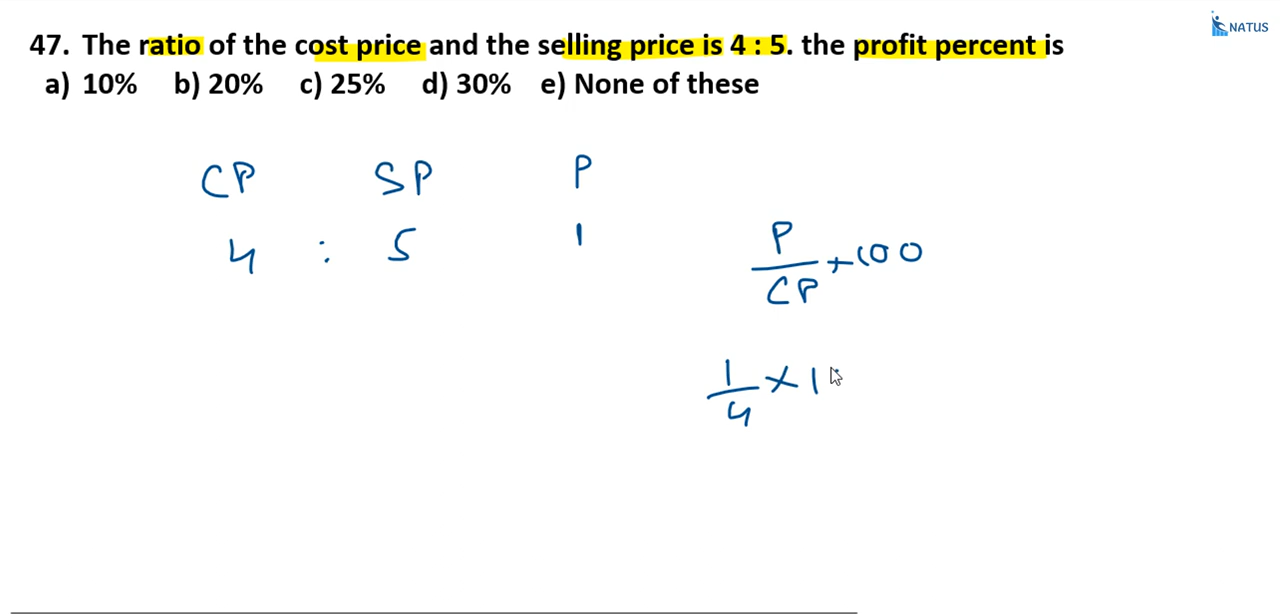 NATUS
47. The ratio of the cost price and the selling price is 4 : 5. the profit percent is
a) 10% b) 20% c) 25% d) 30% e) None of these
CP SP P
4 : 5 1
P
CP × 100
1
4 × 1